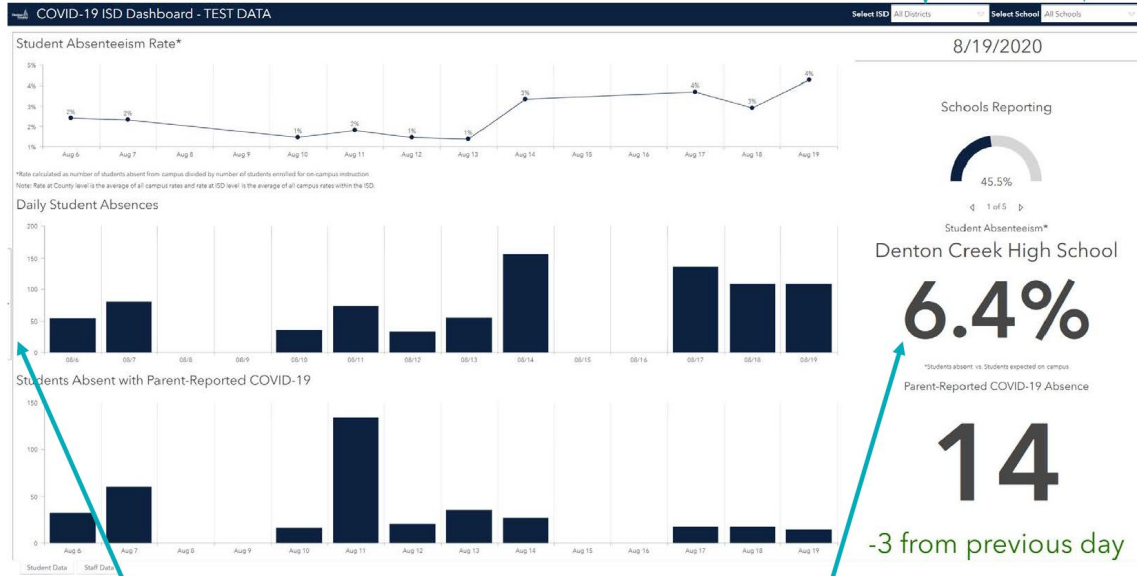 COVID-19 ISD Dashboard - TEST DATA
Select ISD All Districts Select School All Schools
Student Absenteeism Rate*
5%
4%
3%
2%
1%
2% 2% 1% 2% 1% 1% 3% 4% 3% 4%
Aug 6 Aug 7 Aug 8 Aug 9 Aug 10 Aug 11 Aug 12 Aug 13 Aug 14 Aug 15 Aug 16 Aug 17 Aug 18 Aug 19
*Rate calculated as number of students absent from campus divided by number of students enrolled for on-campus instruction
Note: Rate at County level is the average of all campus rates and rate at ISD level is the average of all campus rates within the ISD.
Daily Student Absences
200
150
100
50
0
08/6 08/7 08/8 08/9 08/10 08/11 08/12 08/13 08/14 08/15 08/16 08/17 08/18 08/19
Students Absent with Parent-Reported COVID-19
150
100
50
0
Aug 6 Aug 7 Aug 8 Aug 9 Aug 10 Aug 11 Aug 12 Aug 13 Aug 14 Aug 15 Aug 16 Aug 17 Aug 18 Aug 19
Student Data Staff Data
8/19/2020
Schools Reporting
45.5%
1 of 5
Student Absenteeism*
Denton Creek High School
6.4%
*Students absent vs. Students expected on campus
Parent-Reported COVID-19 Absence
14
-3 from previous day